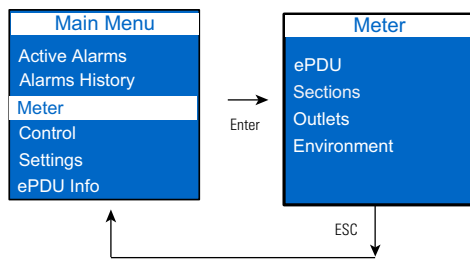 Main Menu
Active Alarms
Alarms History
Meter
Control
Settings
ePDU Info
Enter
Meter
ePDU
Sections
Outlets
Environment
ESC